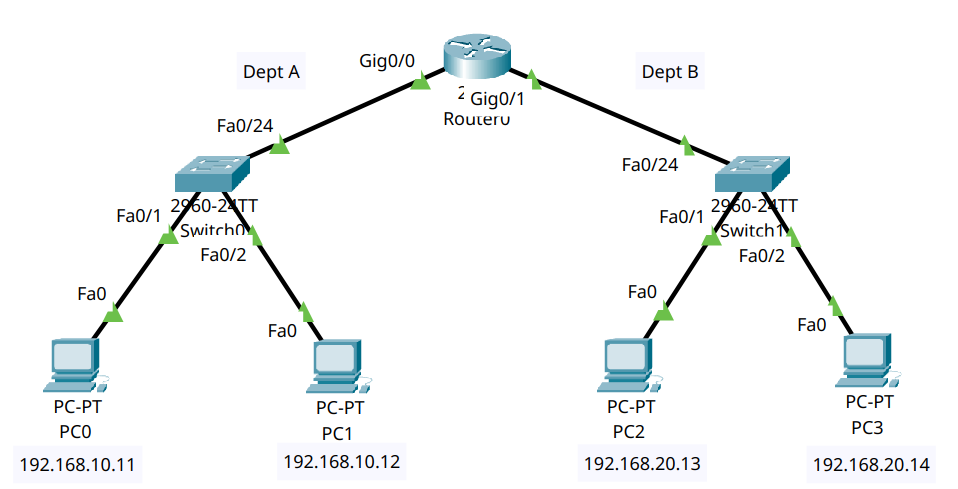 Dept A
Gig0/0
Dept B
Gig0/1
Router0
Fa0/24
Fa0/24
2960-24TT
Switch0
2960-24TT
Switch1
Fa0/1
Fa0/2
Fa0/1
Fa0/2
Fa0
Fa0
Fa0
Fa0
PC-PT
PC0
PC-PT
PC1
PC-PT
PC2
PC-PT
PC3
192.168.10.11
192.168.10.12
192.168.20.13
192.168.20.14